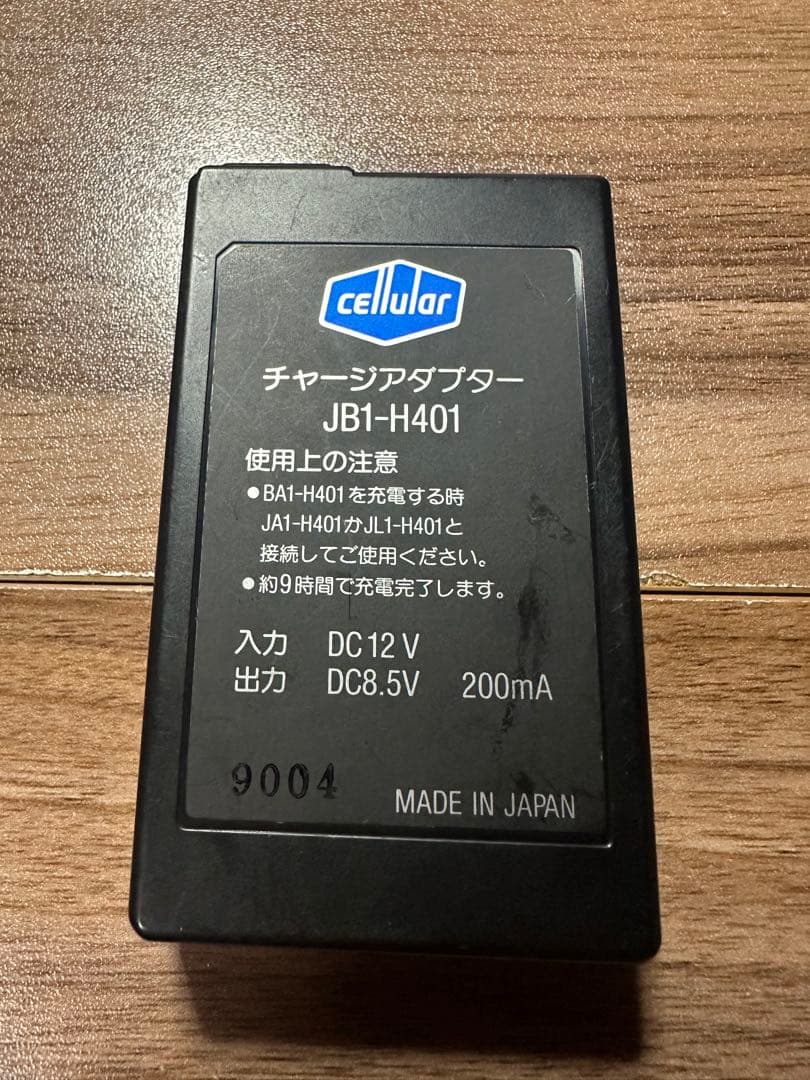 cellular
チャージアダプター
JB1-H401
使用上の注意
●BA1-H401を充電する時
JA1-H401かJL1-H401と
接続してご使用ください。
●約9時間で充電完了します。
入力 DC12V
出力 DC8.5V 200mA
9004
MADE IN JAPAN